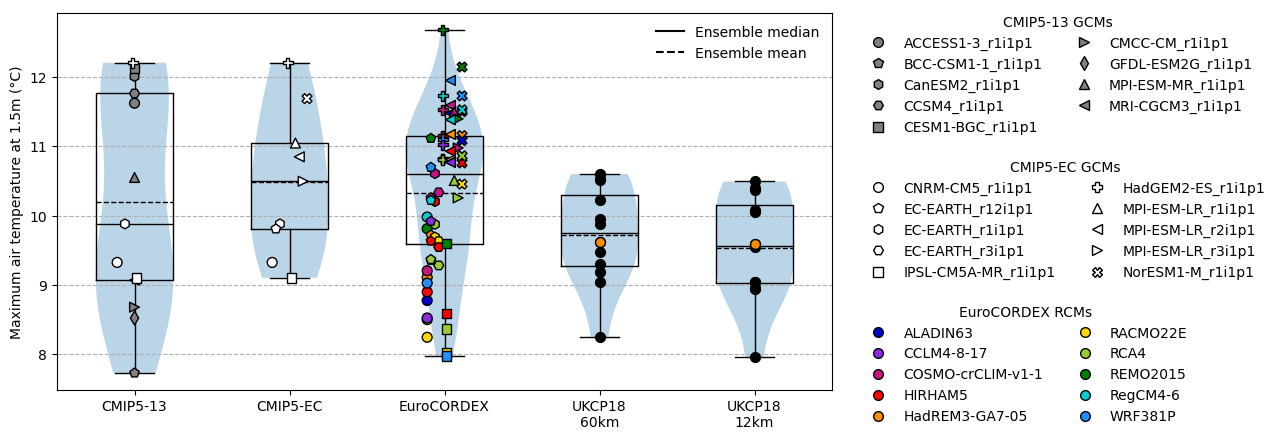 Maximum air temperature at 1.5m (°C)
12
11
10
9
8
Ensemble median
Ensemble mean
CMIP5-13
CMIP5-EC
EuroCORDEX
UKCP18
60km
UKCP18
12km
CMIP5-13 GCMs
ACCESS1-3_r1i1p1
BCC-CSM1-1_r1i1p1
CanESM2_r1i1p1
CCSM4_r1i1p1
CESM1-BGC_r1i1p1
CMCC-CM_r1i1p1
GFDL-ESM2G_r1i1p1
MPI-ESM-MR_r1i1p1
MRI-CGCM3_r1i1p1
CMIP5-EC GCMs
CNRM-CM5_r1i1p1
EC-EARTH_r12i1p1
EC-EARTH_r1i1p1
EC-EARTH_r3i1p1
IPSL-CM5A-MR_r1i1p1
HadGEM2-ES_r1i1p1
MPI-ESM-LR_r1i1p1
MPI-ESM-LR_r2i1p1
MPI-ESM-LR_r3i1p1
NorESM1-M_r1i1p1
EuroCORDEX RCMs
ALADIN63
CCLM4-8-17
COSMO-crCLIM-v1-1
HIRHAM5
HadREM3-GA7-05
RACMO22E
RCA4
REMO2015
RegCM4-6
WRF381P